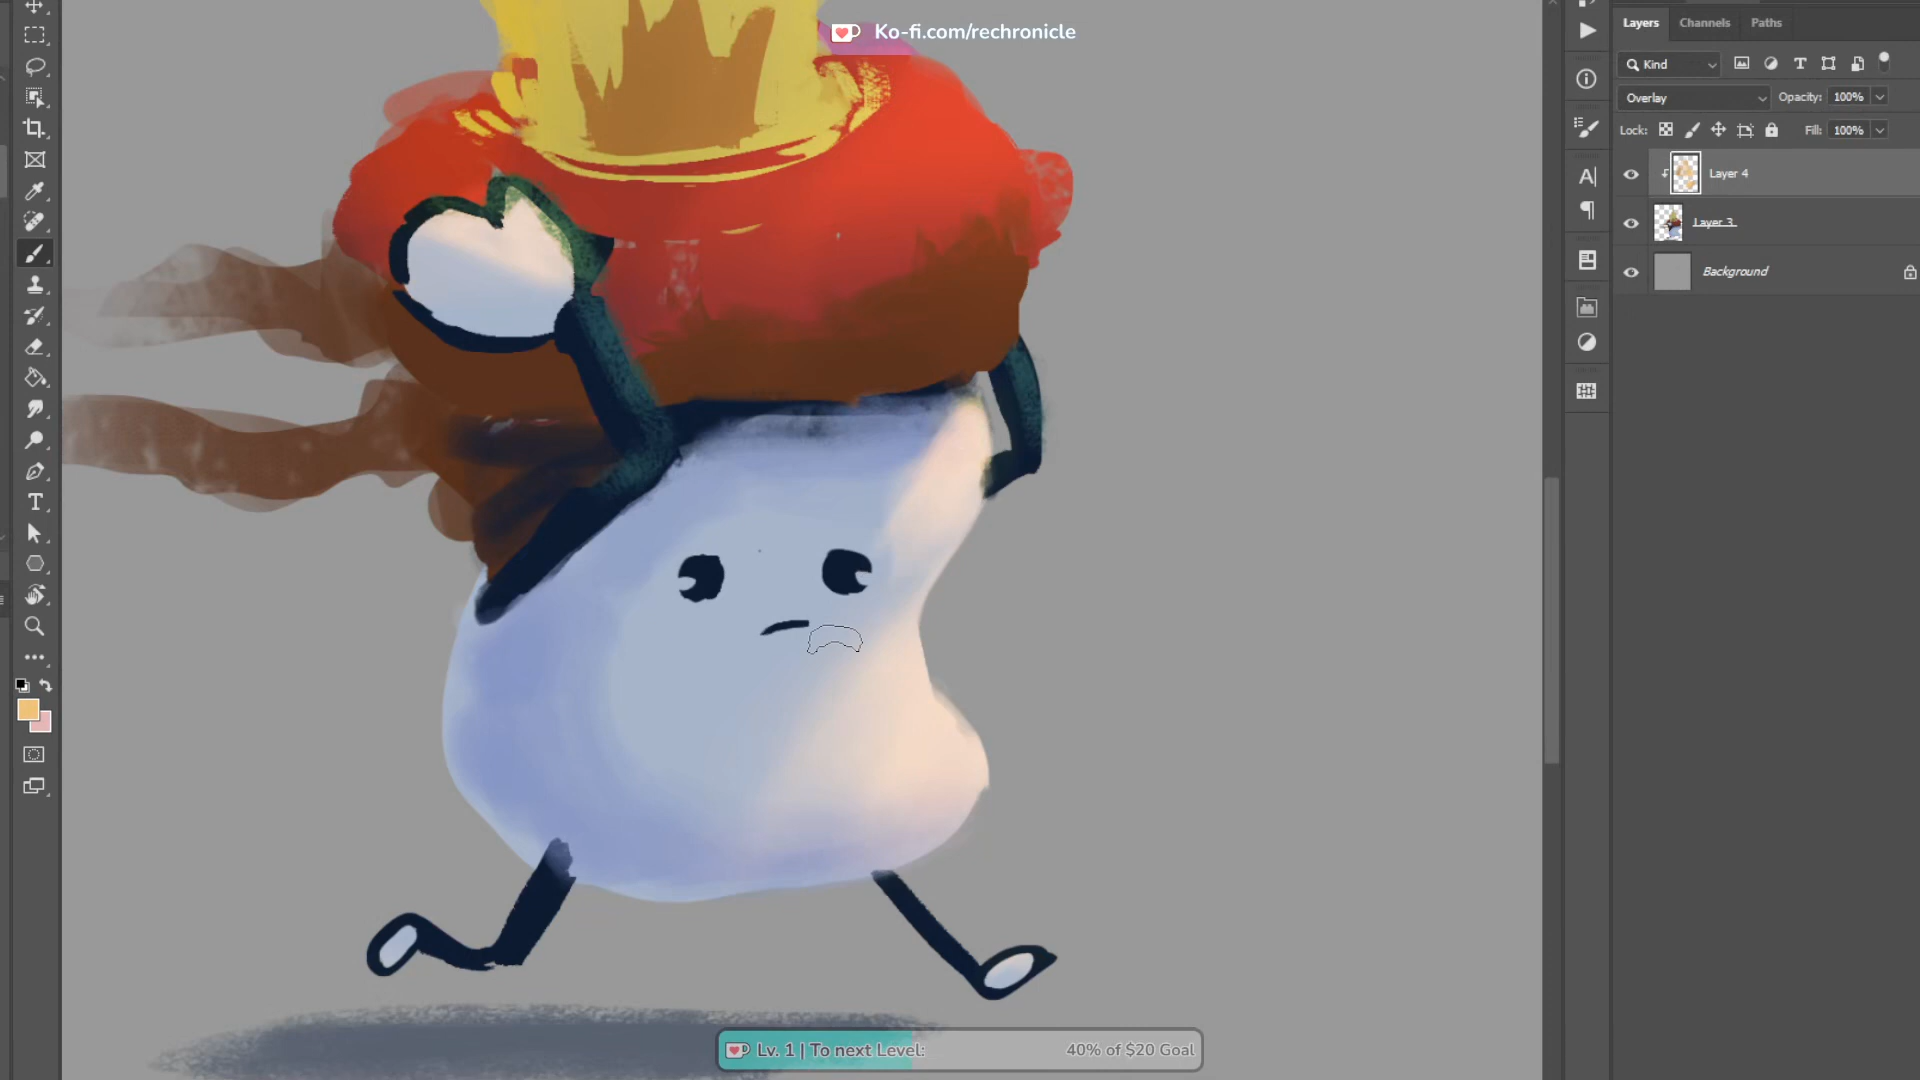 Ko-fi.com/rechronicle
Layers Channels Paths
Kind
Overlay Opacity: 100%
Lock: Fill: 100%
Layer 4
Layer 3
Background
Lv. 1 | To next Level: 40% of $20 Goal